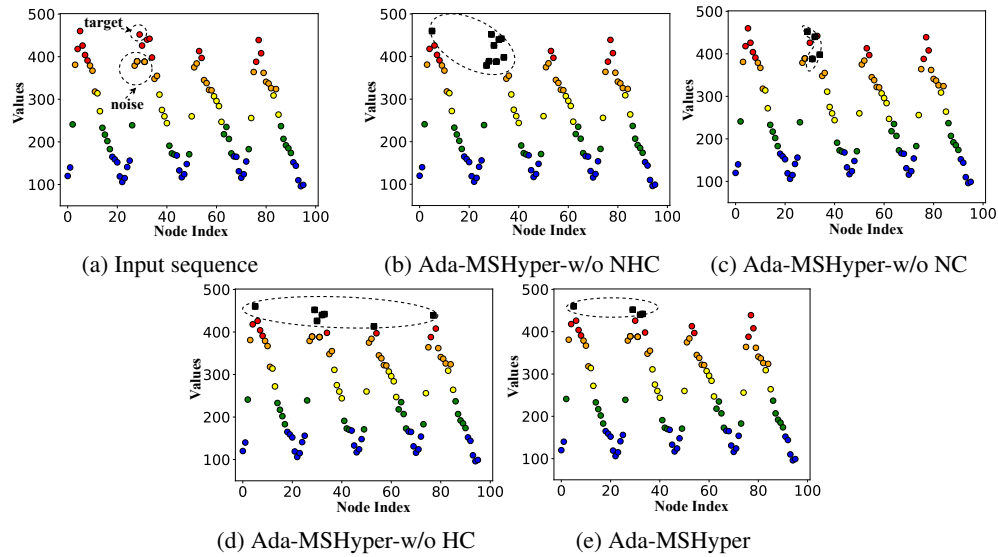 500
400
300
200
100
Values
target
noise
0 20 40 60 80 100
Node Index
(a) Input sequence
500
400
300
200
100
Values
0 20 40 60 80 100
Node Index
(b) Ada-MSHyper-w/o NHC
500
400
300
200
100
Values
0 20 40 60 80 100
Node Index
(c) Ada-MSHyper-w/o NC
500
400
300
200
100
Values
0 20 40 60 80 100
Node Index
(d) Ada-MSHyper-w/o HC
500
400
300
200
100
Values
0 20 40 60 80 100
Node Index
(e) Ada-MSHyper